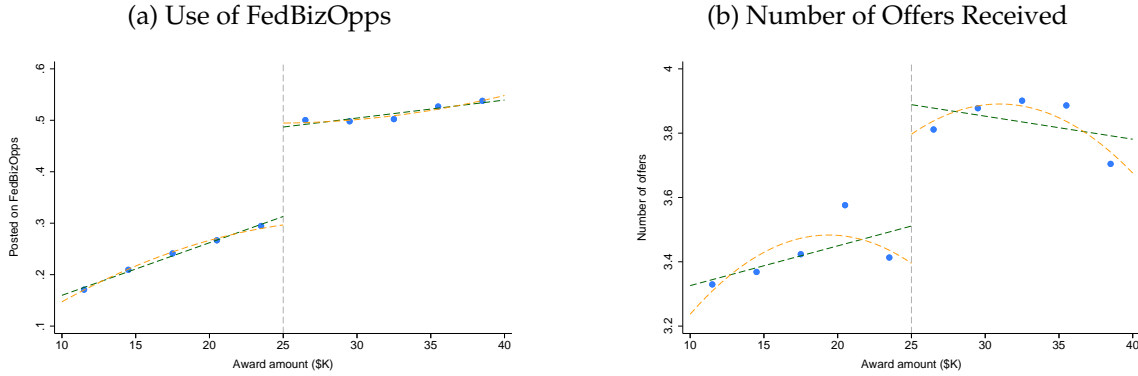 (a) Use of FedBizOpps
Posted on FedBizOpps
.6
.5
.4
.3
.2
.1
10 15 20 25 30 35 40
Award amount ($K)
(b) Number of Offers Received
Number of offers
4
3.8
3.6
3.4
3.2
10 15 20 25 30 35 40
Award amount ($K)